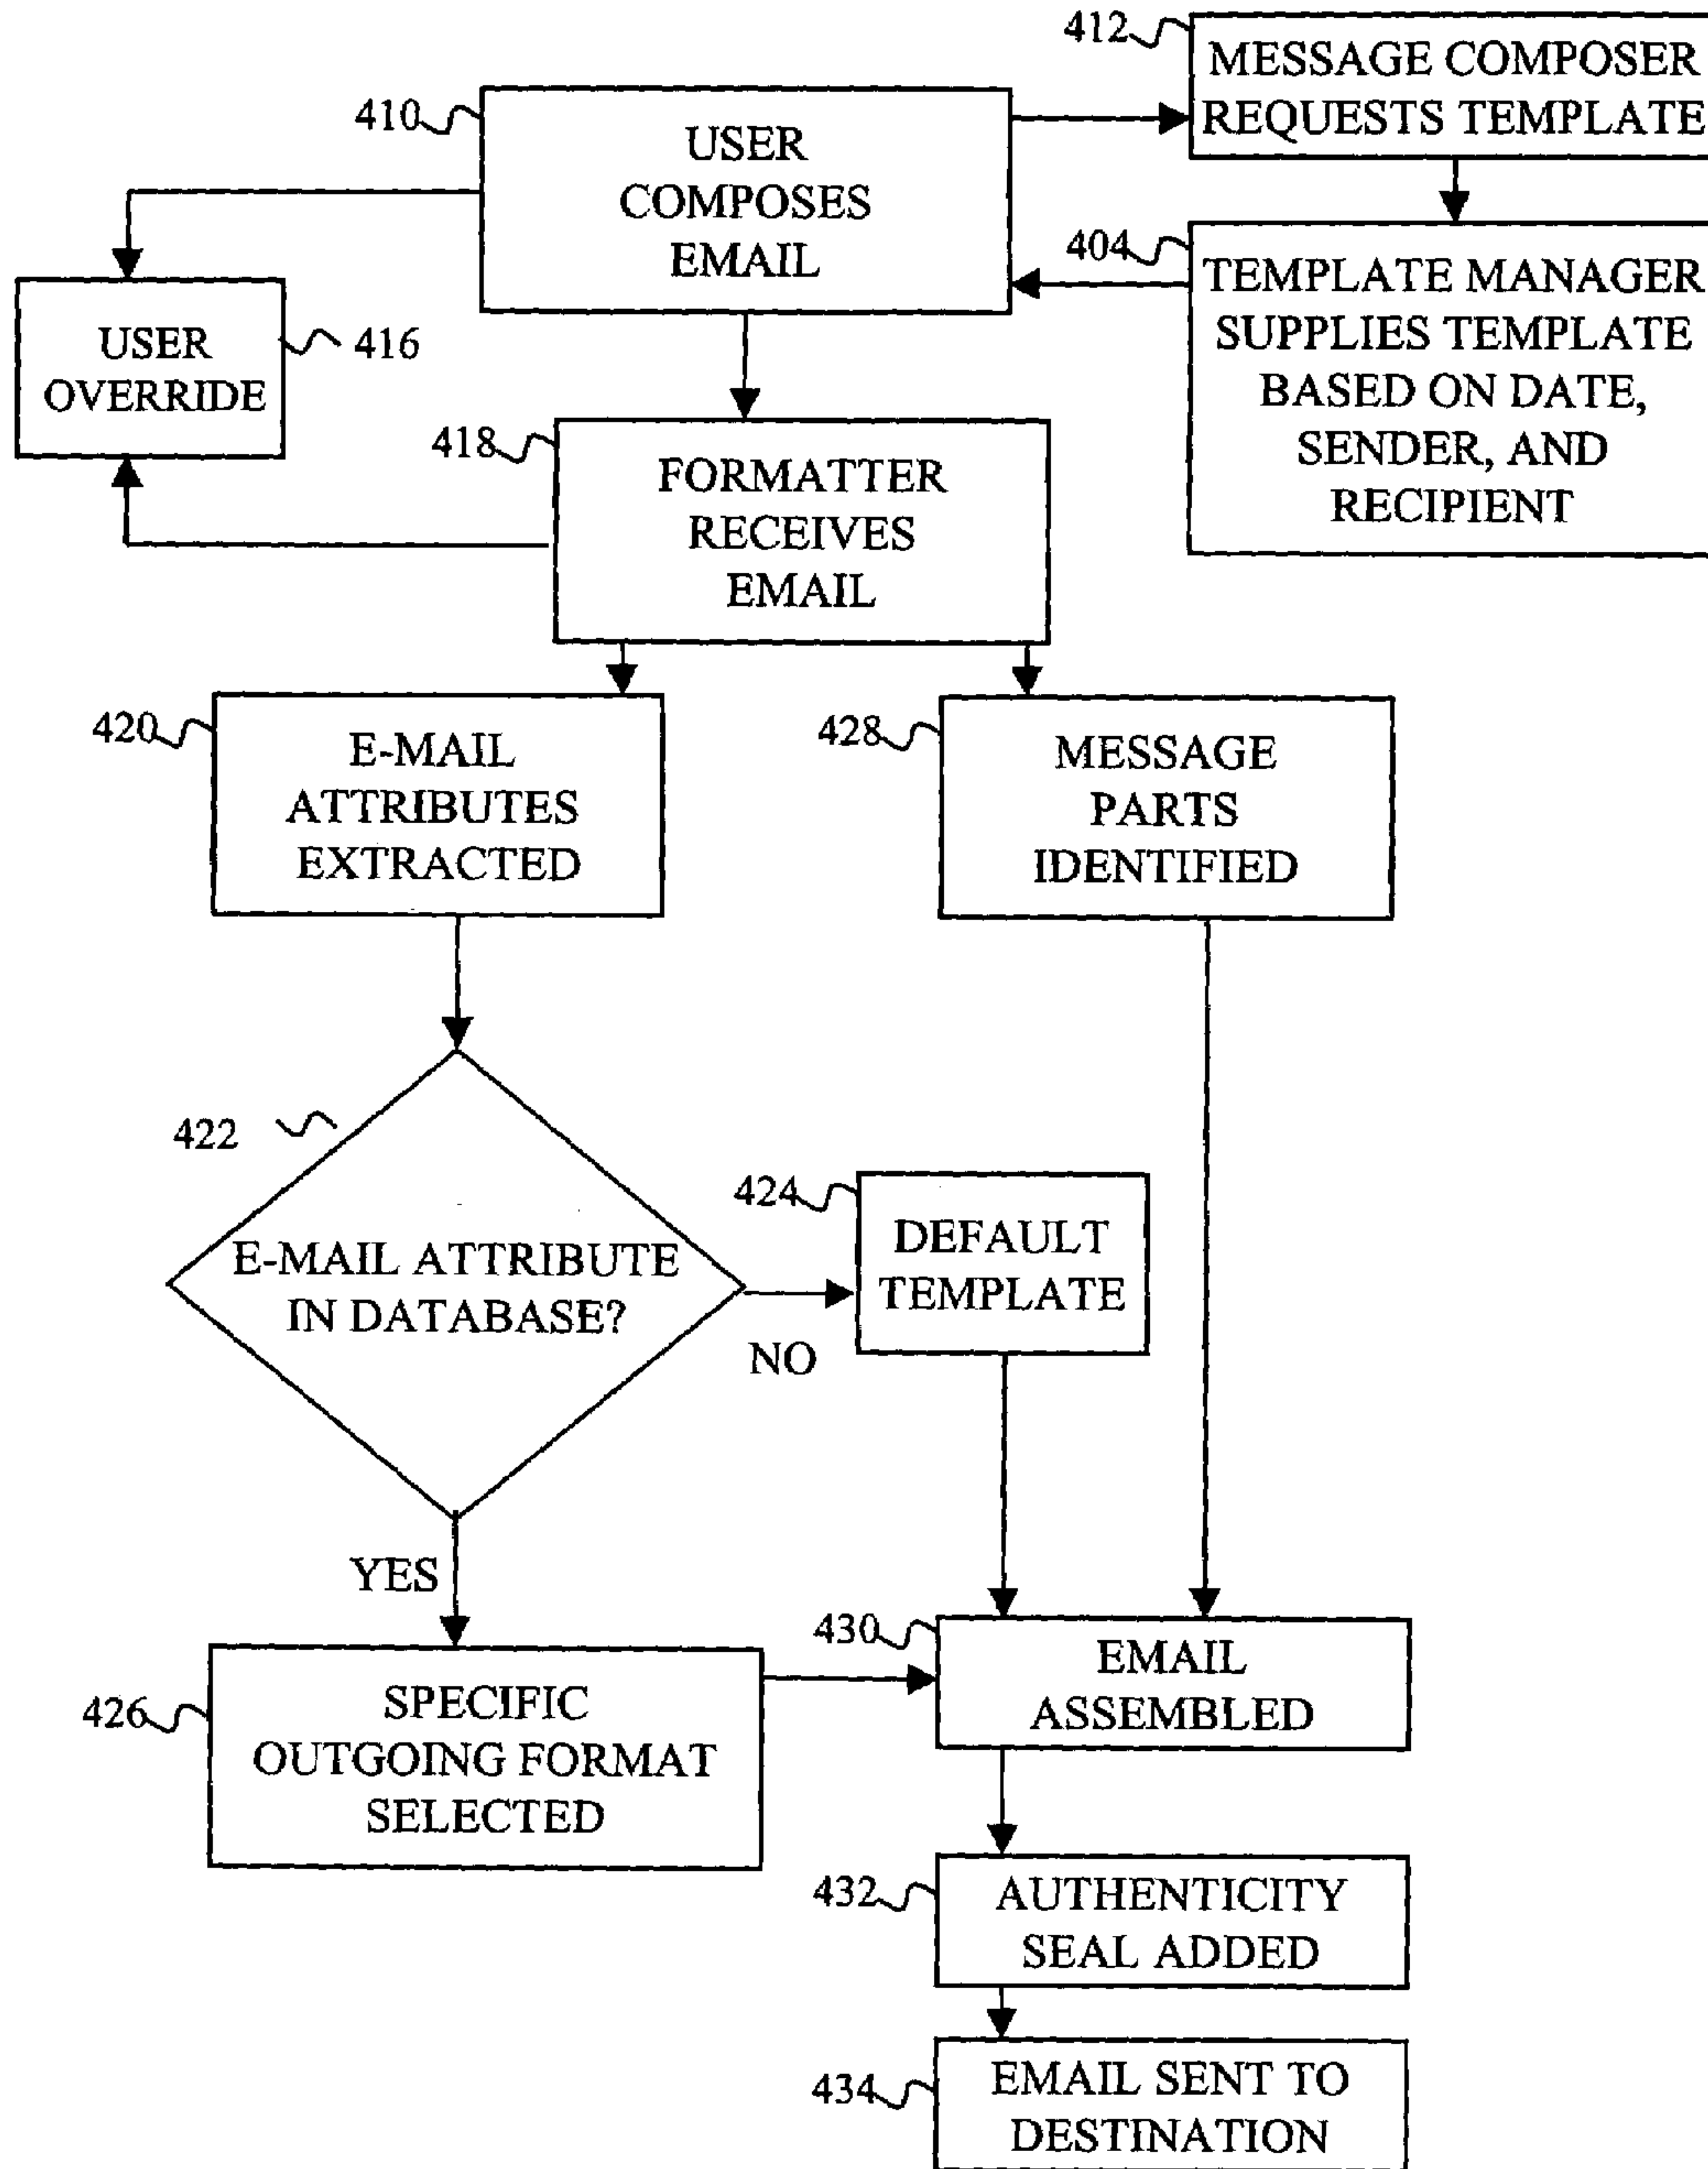 412
MESSAGE COMPOSER
REQUESTS TEMPLATE
410
USER
COMPOSES
EMAIL
404
TEMPLATE MANAGER
SUPPLIES TEMPLATE
BASED ON DATE,
SENDER, AND
RECIPIENT
USER
OVERRIDE
416
418
FORMATTER
RECEIVES
EMAIL
420
E-MAIL
ATTRIBUTES
EXTRACTED
428
MESSAGE
PARTS
IDENTIFIED
422
E-MAIL ATTRIBUTE
IN DATABASE?
424
DEFAULT
TEMPLATE
NO
YES
426
SPECIFIC
OUTGOING FORMAT
SELECTED
430
EMAIL
ASSEMBLED
432
AUTHENTICITY
SEAL ADDED
434
EMAIL SENT TO
DESTINATION